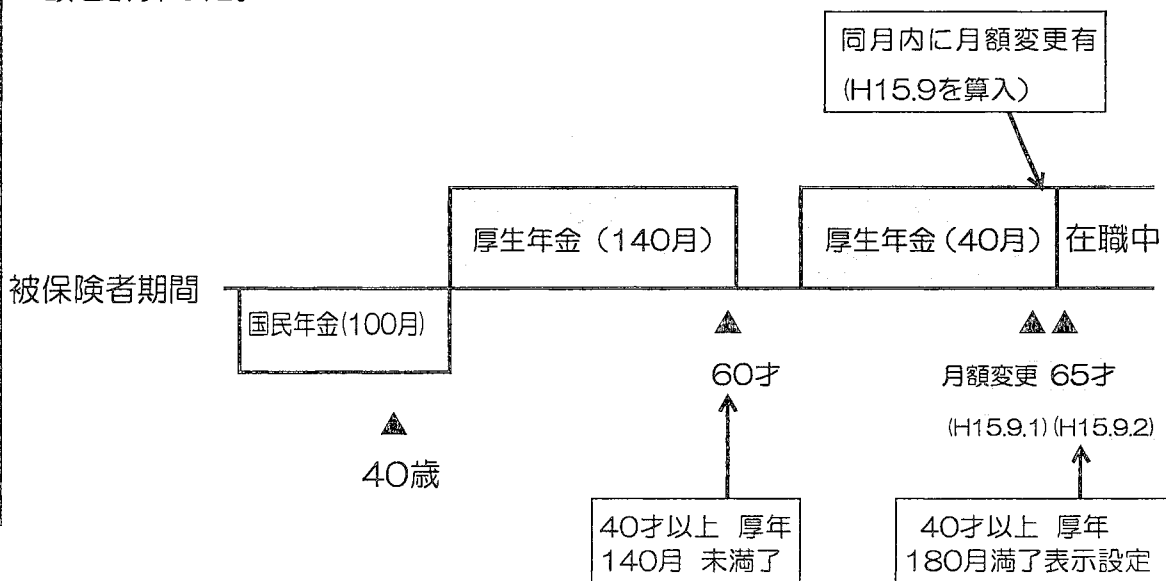 同月内に月額変更有
(H15.9を算入)
厚生年金(140月)
厚生年金(40月)
在職中
被保険者期間
国民年金(100月)
60才
月額変更 65才
(H15.9.1)(H15.9.2)
40歳
40才以上 厚年
140月 未満了
40才以上 厚年
180月満了表示設定